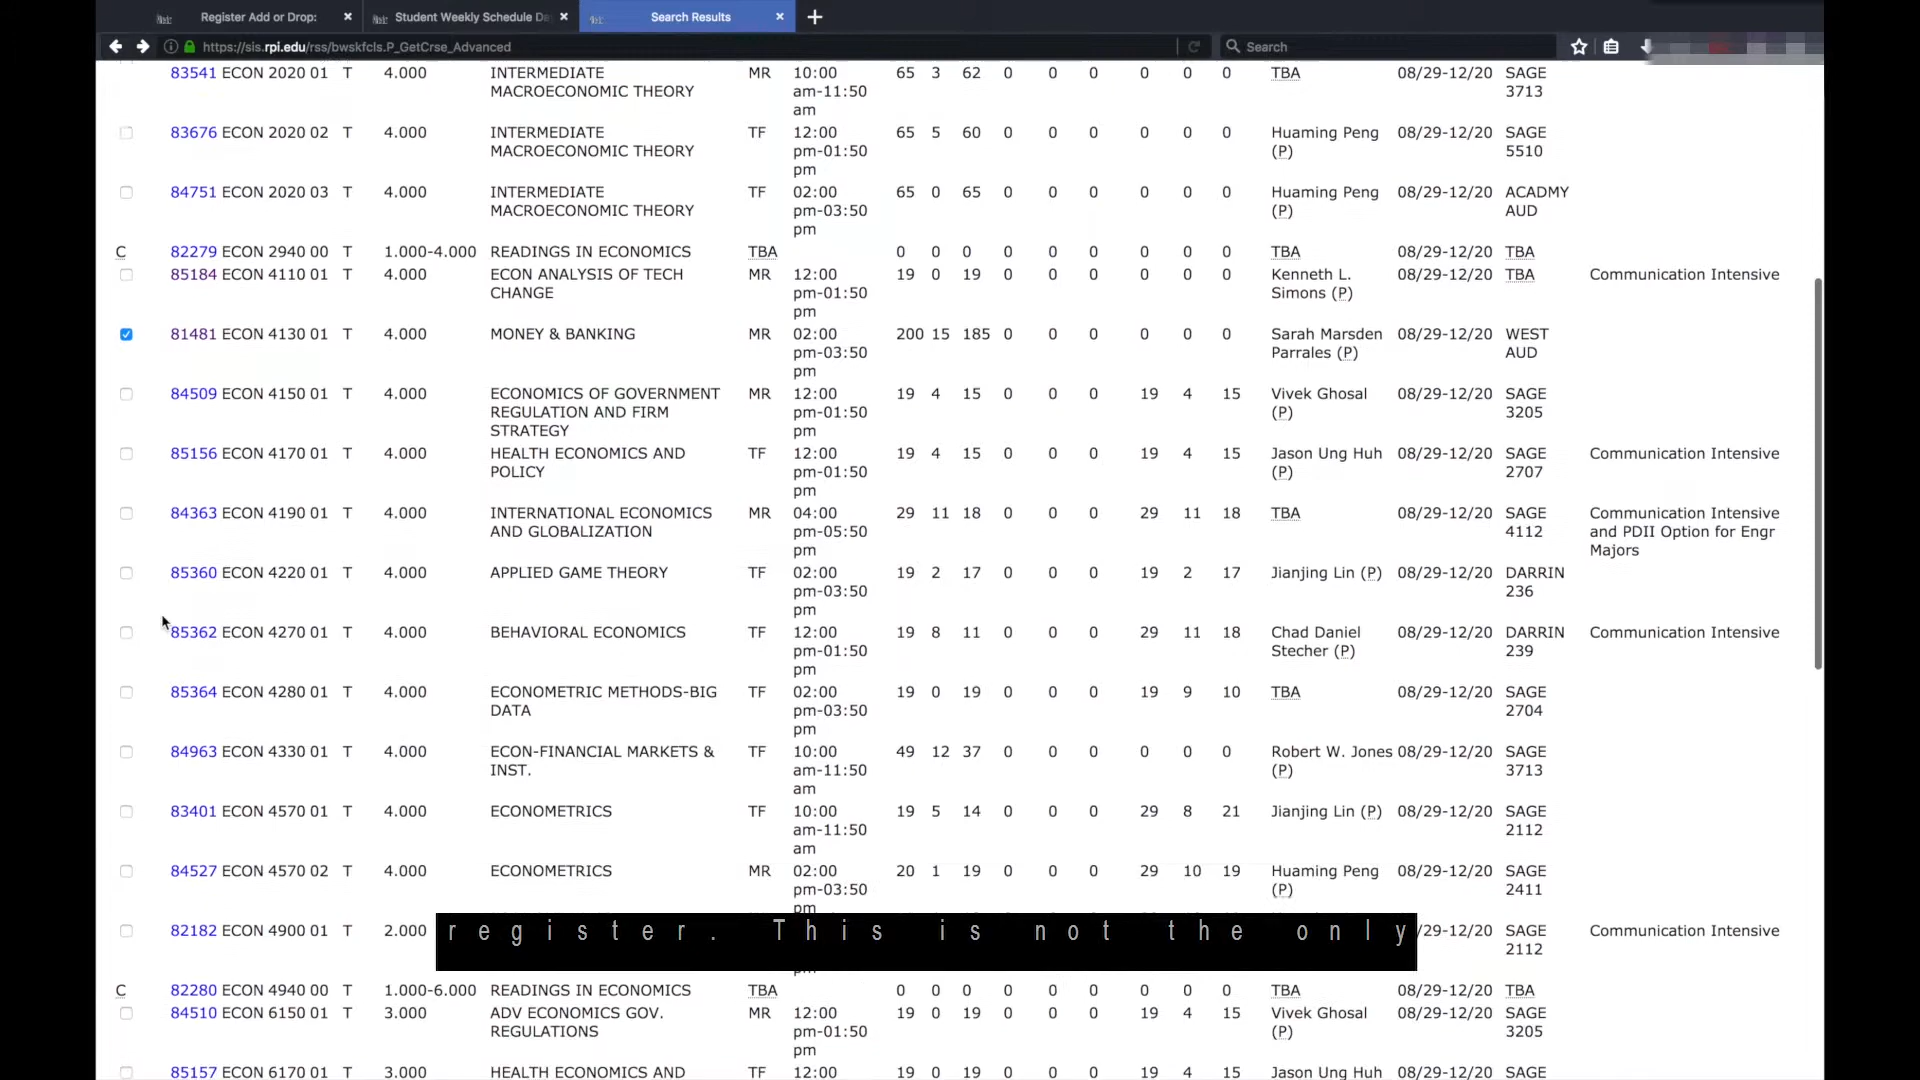 Register Add or Drop: × Student Weekly Schedule Da × Search Results × +
https://sis.rpi.edu/rss/bwskfcls.P_GetCrse_Advanced Search
83541 ECON 2020 01 T 4.000 INTERMEDIATE MR 10:00 65 3 62 0 0 0 0 0 0 TBA 08/29-12/20 SAGE
MACROECONOMIC THEORY am-11:50 3713
am
83676 ECON 2020 02 T 4.000 INTERMEDIATE TF 12:00 65 5 60 0 0 0 0 0 0 Huaming Peng 08/29-12/20 SAGE
MACROECONOMIC THEORY pm-01:50 (P) 5510
pm
84751 ECON 2020 03 T 4.000 INTERMEDIATE TF 02:00 65 0 65 0 0 0 0 0 0 Huaming Peng 08/29-12/20 ACADMY
MACROECONOMIC THEORY pm-03:50 (P) AUD
pm
C 82279 ECON 2940 00 T 1.000-4.000 READINGS IN ECONOMICS TBA 0 0 0 0 0 0 0 0 0 TBA 08/29-12/20 TBA
85184 ECON 4110 01 T 4.000 ECON ANALYSIS OF TECH MR 12:00 19 0 19 0 0 0 0 0 0 Kenneth L. 08/29-12/20 TBA Communication Intensive
CHANGE pm-01:50 Simons (P)
pm
81481 ECON 4130 01 T 4.000 MONEY & BANKING MR 02:00 200 15 185 0 0 0 0 0 0 Sarah Marsden 08/29-12/20 WEST
pm-03:50 Parrales (P) AUD
pm
84509 ECON 4150 01 T 4.000 ECONOMICS OF GOVERNMENT MR 12:00 19 4 15 0 0 0 19 4 15 Vivek Ghosal 08/29-12/20 SAGE
REGULATION AND FIRM pm-01:50 (P) 3205
STRATEGY pm
85156 ECON 4170 01 T 4.000 HEALTH ECONOMICS AND TF 12:00 19 4 15 0 0 0 19 4 15 Jason Ung Huh 08/29-12/20 SAGE Communication Intensive
POLICY pm-01:50 (P) 2707
pm
84363 ECON 4190 01 T 4.000 INTERNATIONAL ECONOMICS MR 04:00 29 11 18 0 0 0 29 11 18 TBA 08/29-12/20 SAGE Communication Intensive
AND GLOBALIZATION pm-05:50 4112 and PDII Option for Engr
pm Majors
85360 ECON 4220 01 T 4.000 APPLIED GAME THEORY TF 02:00 19 2 17 0 0 0 19 2 17 Jianjing Lin (P) 08/29-12/20 DARRIN
pm-03:50 236
pm
85362 ECON 4270 01 T 4.000 BEHAVIORAL ECONOMICS TF 12:00 19 8 11 0 0 0 29 11 18 Chad Daniel 08/29-12/20 DARRIN Communication Intensive
pm-01:50 Stecher (P) 239
pm
85364 ECON 4280 01 T 4.000 ECONOMETRIC METHODS-BIG TF 02:00 19 0 19 0 0 0 19 9 10 TBA 08/29-12/20 SAGE
DATA pm-03:50 2704
pm
84963 ECON 4330 01 T 4.000 ECON-FINANCIAL MARKETS & TF 10:00 49 12 37 0 0 0 0 0 0 Robert W. Jones 08/29-12/20 SAGE
INST. am-11:50 (P) 3713
am
83401 ECON 4570 01 T 4.000 ECONOMETRICS TF 10:00 19 5 14 0 0 0 29 8 21 Jianjing Lin (P) 08/29-12/20 SAGE
am-11:50 2112
am
84527 ECON 4570 02 T 4.000 ECONOMETRICS MR 02:00 20 1 19 0 0 0 29 10 19 Huaming Peng 08/29-12/20 SAGE
pm-03:50 (P) 2411
pm
82182 ECON 4900 01 T 2.000 register. This is not the only /29-12/20 SAGE Communication Intensive
2112
C 82280 ECON 4940 00 T 1.000-6.000 READINGS IN ECONOMICS TBA 0 0 0 0 0 0 0 0 0 TBA 08/29-12/20 TBA
84510 ECON 6150 01 T 3.000 ADV ECONOMICS GOV. MR 12:00 19 0 19 0 0 0 19 4 15 Vivek Ghosal 08/29-12/20 SAGE
REGULATIONS pm-01:50 (P) 3205
pm
85157 ECON 6170 01 T 3.000 HEALTH ECONOMICS AND TF 12:00 19 0 19 0 0 0 19 4 15 Jason Ung Huh 08/29-12/20 SAGE